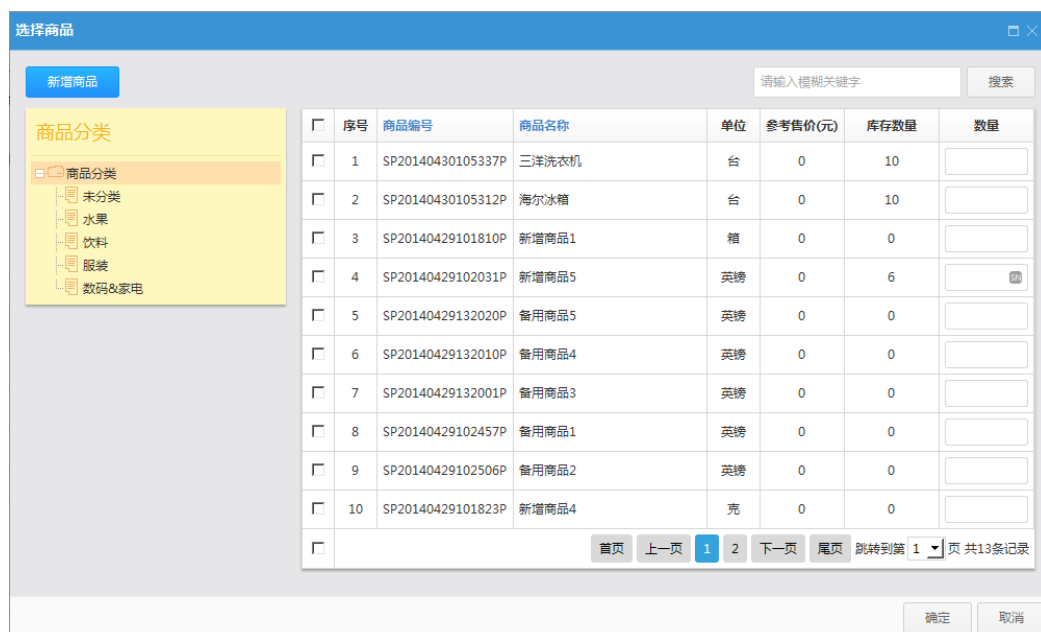 选择商品
新增商品
请输入模糊关键字 搜索
商品分类
商品分类
未分类
水果
饮料
服装
数码&家电
序号 商品编号 商品名称 单位 参考售价(元) 库存数量 数量
1 SP20140430105337P 三洋洗衣机 台 0 10
2 SP20140430105312P 海尔冰箱 台 0 10
3 SP20140429101810P 新增商品1 箱 0 0
4 SP20140429102031P 新增商品5 英镑 0 6 SN
5 SP20140429132020P 备用商品5 英镑 0 0
6 SP20140429132010P 备用商品4 英镑 0 0
7 SP20140429132001P 备用商品3 英镑 0 0
8 SP20140429102457P 备用商品1 英镑 0 0
9 SP20140429102506P 备用商品2 英镑 0 0
10 SP20140429101823P 新增商品4 克 0 0
首页 上一页 1 2 下一页 尾页 跳转到第 1 页 共13条记录
确定 取消